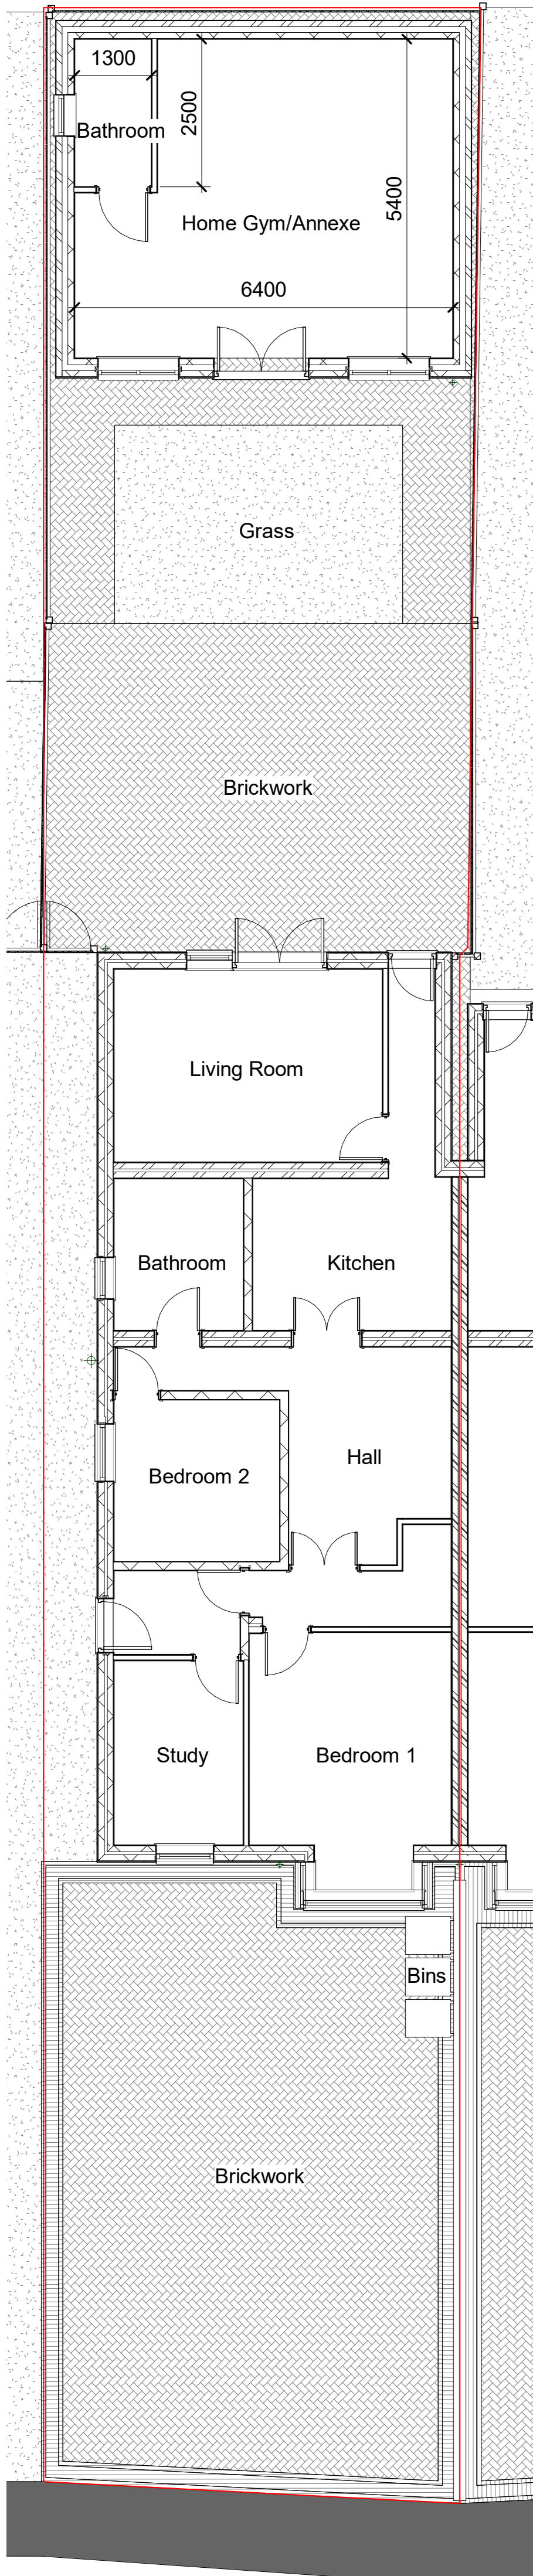 1300
2500
Bathroom
5400
Home Gym/Annexe
6400
Grass
Brickwork
Living Room
Bathroom
Kitchen
Hall
Bedroom 2
Study
Bedroom 1
Bins
Brickwork